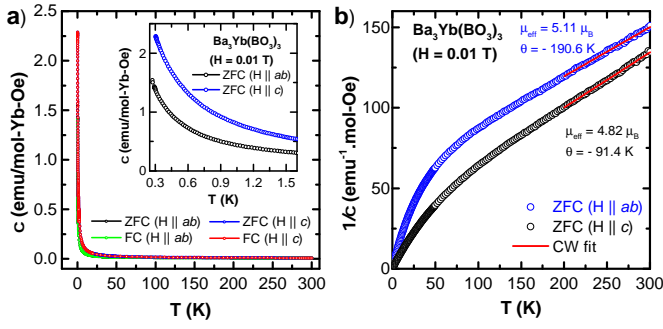 a)
c (emu/mol-Yb-Oe)
2.5
2.0
1.5
1.0
0.5
0.0
0 50 100 150 200 250 300
T (K)
ZFC (H || ab) ZFC (H || c)
FC (H || ab) FC (H || c)
Ba₃Yb(BO₃)₃
(H = 0.01 T)
ZFC (H || ab)
ZFC (H || c)
c (emu/mol-Yb-Oe)
2
1
0
0.3 0.6 0.9 1.2 1.5
T (K)
b)
1/c (emu⁻¹.mol-Oe)
150
125
100
75
50
25
0
0 50 100 150 200 250 300
T (K)
Ba₃Yb(BO₃)₃
(H = 0.01 T)
μeff = 5.11 μB
θ = - 190.6 K
μeff = 4.82 μB
θ = - 91.4 K
ZFC (H || ab)
ZFC (H || c)
CW fit